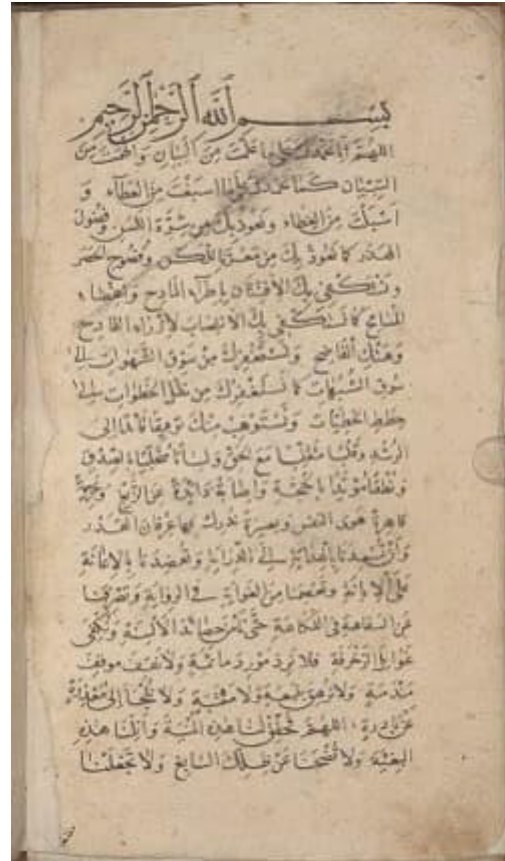 بسم الله الرحمن الرحيم
اللهم انا نحمدك على ما علمت من البيان والهمت من
التبيان كما نحمدك على ما اسبغت من العطاء و
اسبلت من الغطاء ونعوذ بك من شرة اللسن وفضول
الهذر كما نعوذ بك من معرة اللكن وفضوح الحصر
ونستكفي بك الافتتان باطراء المادح واغضاء
المسامح كما نستكفي بك الانتصاب لازراء القادح
وهتك الفاضح ونستغفرك من سوق الشهوات الى
سوق الشبهات كما نستغفرك من نقل الخطوات الى
خطط الخطيات ونستوهب منك توفيقا قائدا الى
الرشد وقلبا متقلبا مع الحق ولسانا متحليا بالصدق
ونطقا مؤيدا بالحجة واصابة ذائدة عن الزيغ وعزيمة
قاهرة هوى النفس وبصيرة ندرك بها عرفان القدر
وأن تسعدنا بالهداية الى الدراية وتعضدنا بالاعانة
على الابانة وتعصمنا من الغواية في الرواية وتصرفنا
عن السفاهة في الفكاهة حتى نأمن حصائد الألسنة ونكفى
غوايل الزخرفة فلا نرد مورد ماثمة ولا نقف موقف
مندمة ولا نرهق بتبعة ولا معتبة ولا نلجأ الى معذرة
عن بادرة اللهم فحقق لنا هذه المنية وأنلنا هذه
البغية ولا تضحنا عن ظلك السابغ ولا تجعلنا